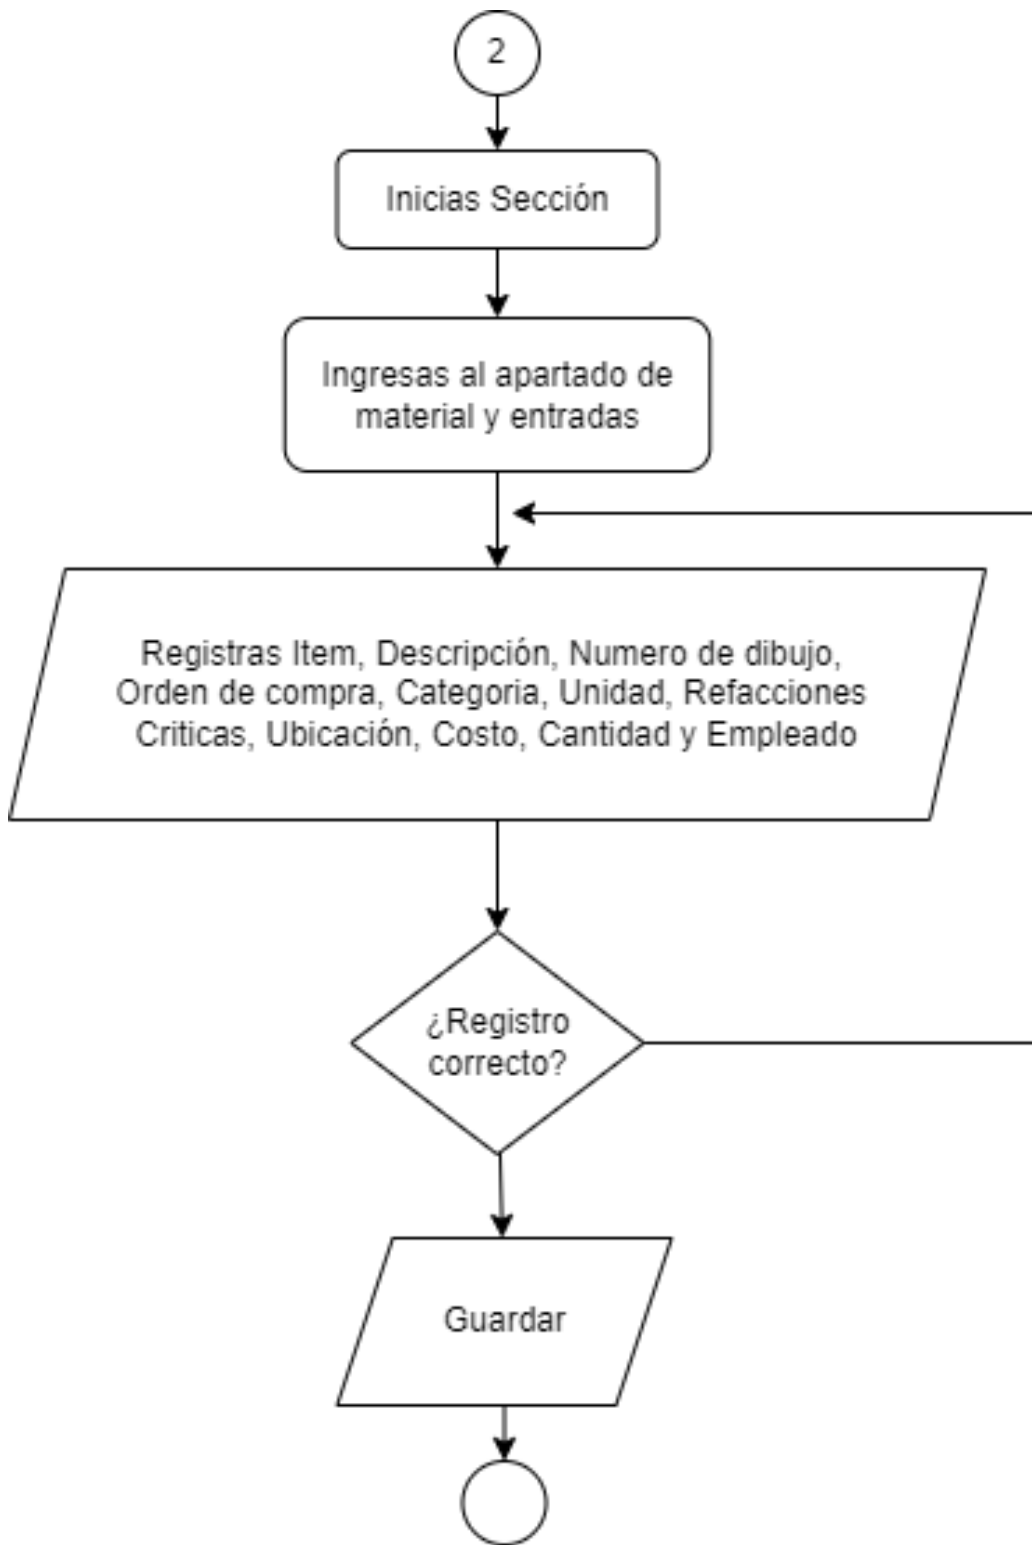 2
Inicias Sección
Ingresas al apartado de
material y entradas
Registras Item, Descripción, Numero de dibujo,
Orden de compra, Categoria, Unidad, Refacciones
Criticas, Ubicación, Costo, Cantidad y Empleado
¿Registro
correcto?
Guardar